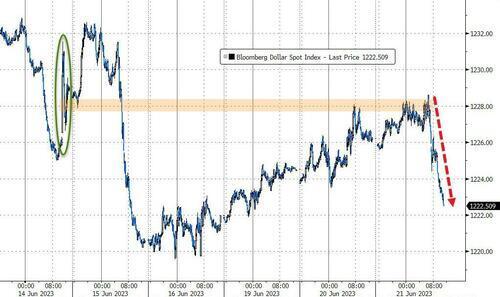 Bloomberg Dollar Spot Index - Last Price 1222.509
1232.00
1230.00
1228.00
1226.00
1224.00
1222.509
1222.00
1220.00
00:00 08:00 00:00 08:00 00:00 08:00 00:00 08:00 00:00 08:00 00:00 08:00
14 Jun 2023 15 Jun 2023 16 Jun 2023 19 Jun 2023 20 Jun 2023 21 Jun 2023